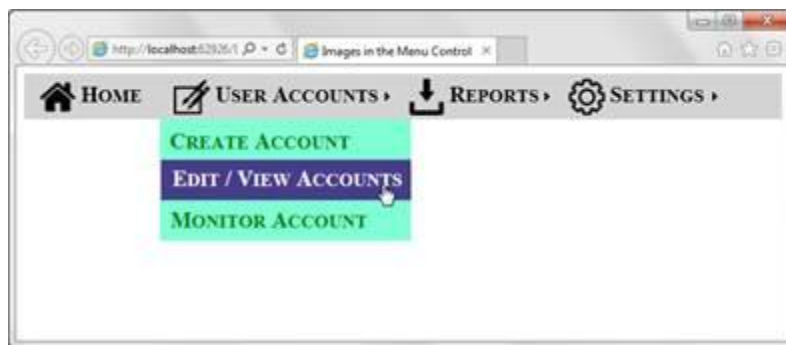 http://localhost:62926/1
Images in the Menu Control
HOME USER ACCOUNTS REPORTS SETTINGS
CREATE ACCOUNT
EDIT / VIEW ACCOUNTS
MONITOR ACCOUNT